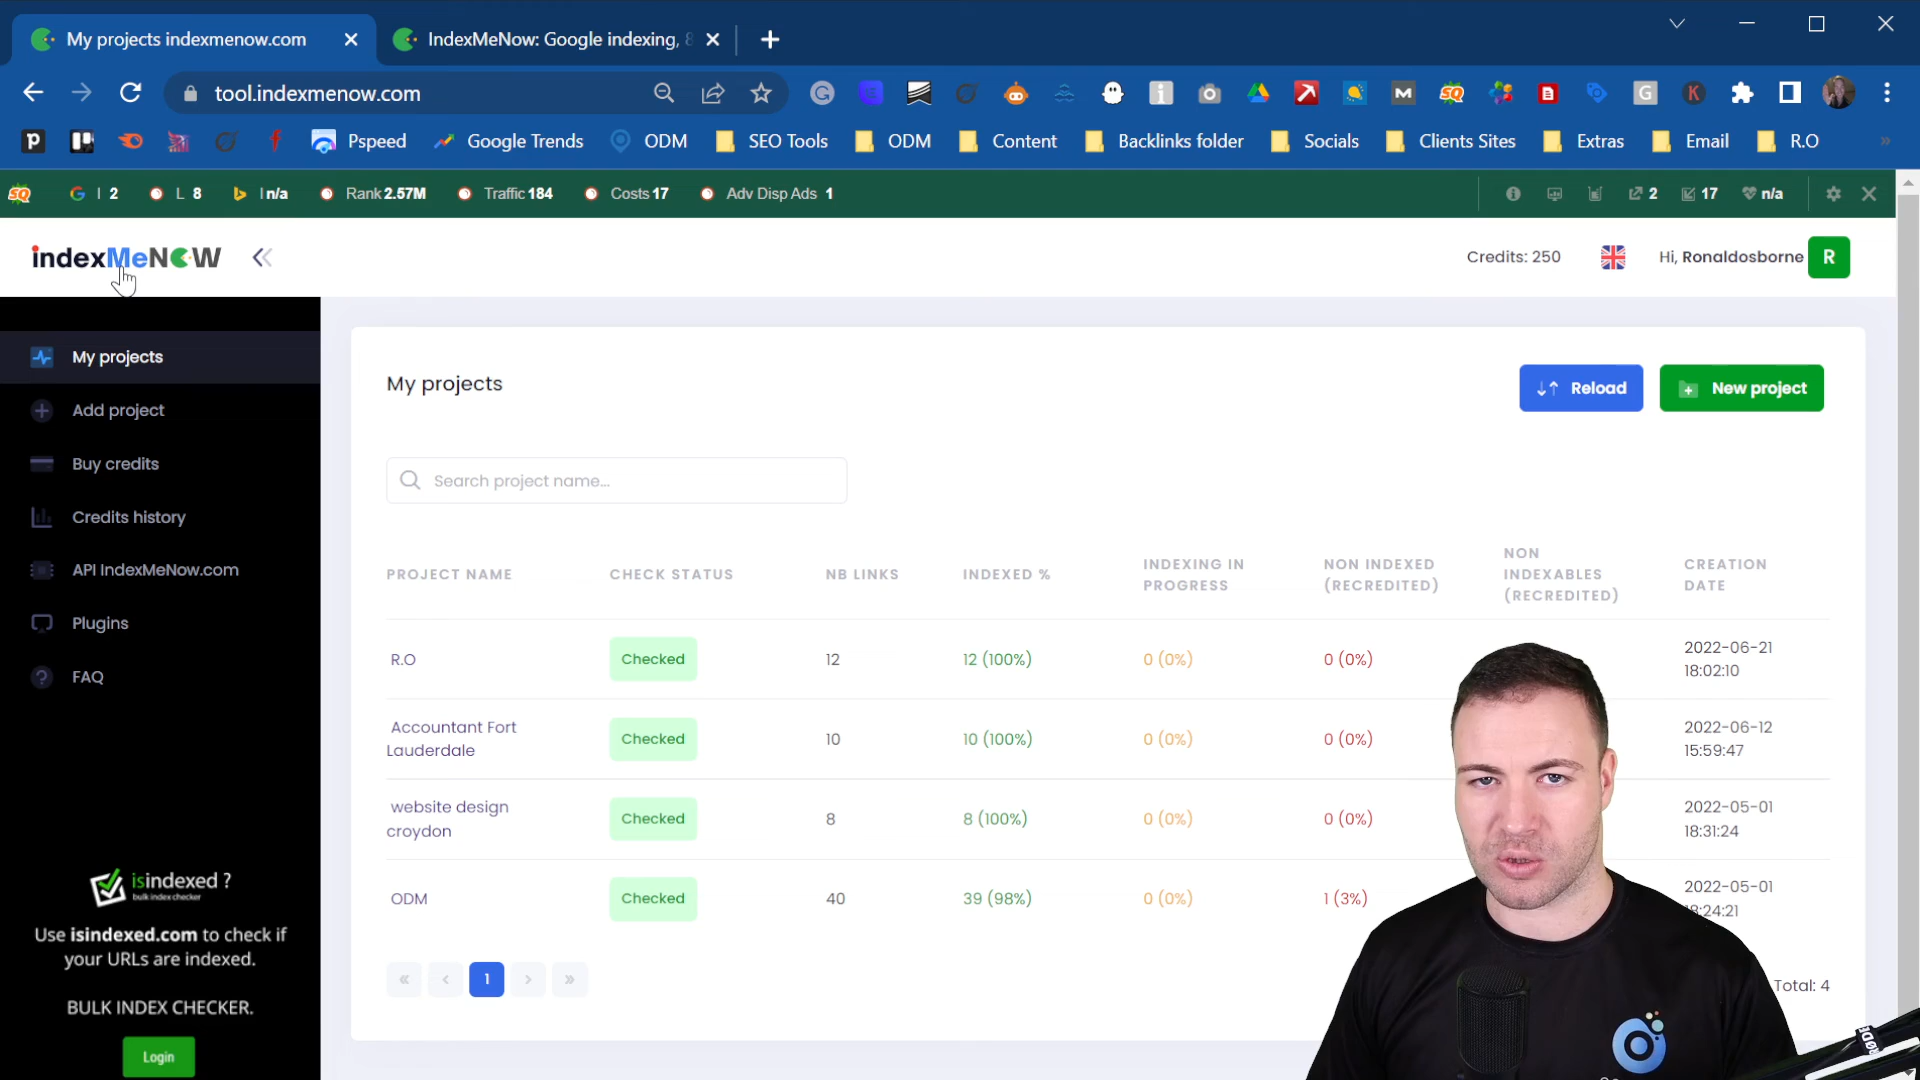 My projects indexmenow.com
IndexMeNow: Google indexing, 8
tool.indexmenow.com
Pspeed
Google Trends
ODM
SEO Tools
ODM
Content
Backlinks folder
Socials
Clients Sites
Extras
Email
R.O
I 2
L 8
I n/a
Rank 2.57M
Traffic 184
Costs 17
Adv Disp Ads 1
2
17
n/a
indexMeNOW
Credits: 250
Hi, Ronaldosborne
R
My projects
Add project
Buy credits
Credits history
API IndexMeNow.com
Plugins
FAQ
isindexed ?
bulk index checker
Use isindexed.com to check if
your URLs are indexed.
BULK INDEX CHECKER.
Login
My projects
Reload
New project
Search project name...
PROJECT NAME
CHECK STATUS
NB LINKS
INDEXED %
INDEXING IN
PROGRESS
NON INDEXED
(RECREDITED)
NON
INDEXABLES
(RECREDITED)
CREATION
DATE
R.O
Checked
12
12 (100%)
0 (0%)
0 (0%)
2022-06-21
18:02:10
Accountant Fort
Lauderdale
Checked
10
10 (100%)
0 (0%)
0 (0%)
2022-06-12
15:59:47
website design
croydon
Checked
8
8 (100%)
0 (0%)
0 (0%)
2022-05-01
18:31:24
ODM
Checked
40
39 (98%)
0 (0%)
1 (3%)
2022-05-01
:24:21
1
Total: 4